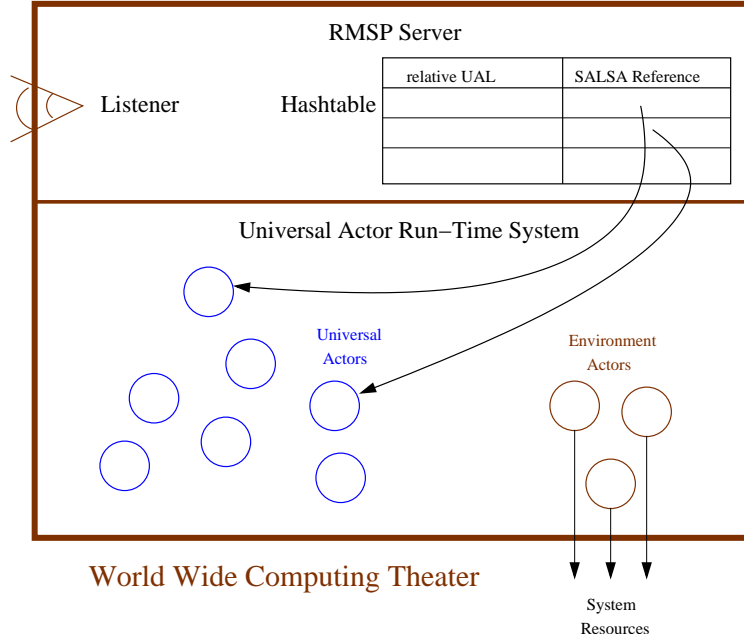 RMSP Server
relative UAL
SALSA Reference
Listener
Hashtable
Universal Actor Run−Time System
Universal
Actors
Environment
Actors
World Wide Computing Theater
System
Resources